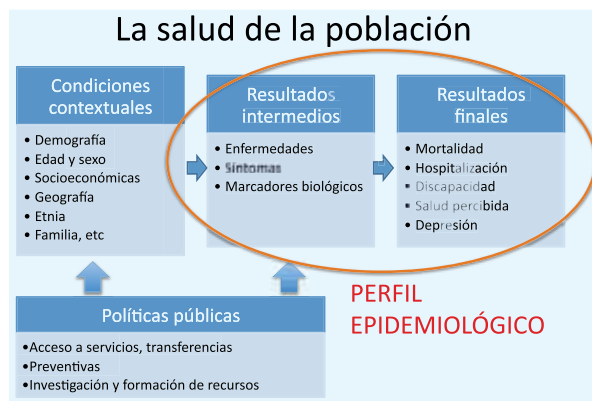 La salud de la población
Condiciones
contextuales
• Demografía
• Edad y sexo
• Socioeconómicas
• Geografía
• Etnia
• Familia, etc
Resultados
intermedios
• Enfermedades
• Síntomas
• Marcadores biológicos
Resultados
finales
• Mortalidad
• Hospitalización
• Discapacidad
• Salud percibida
• Depresión
PERFIL
EPIDEMIOLÓGICO
Políticas públicas
•Acceso a servicios, transferencias
•Preventivas
•Investigación y formación de recursos